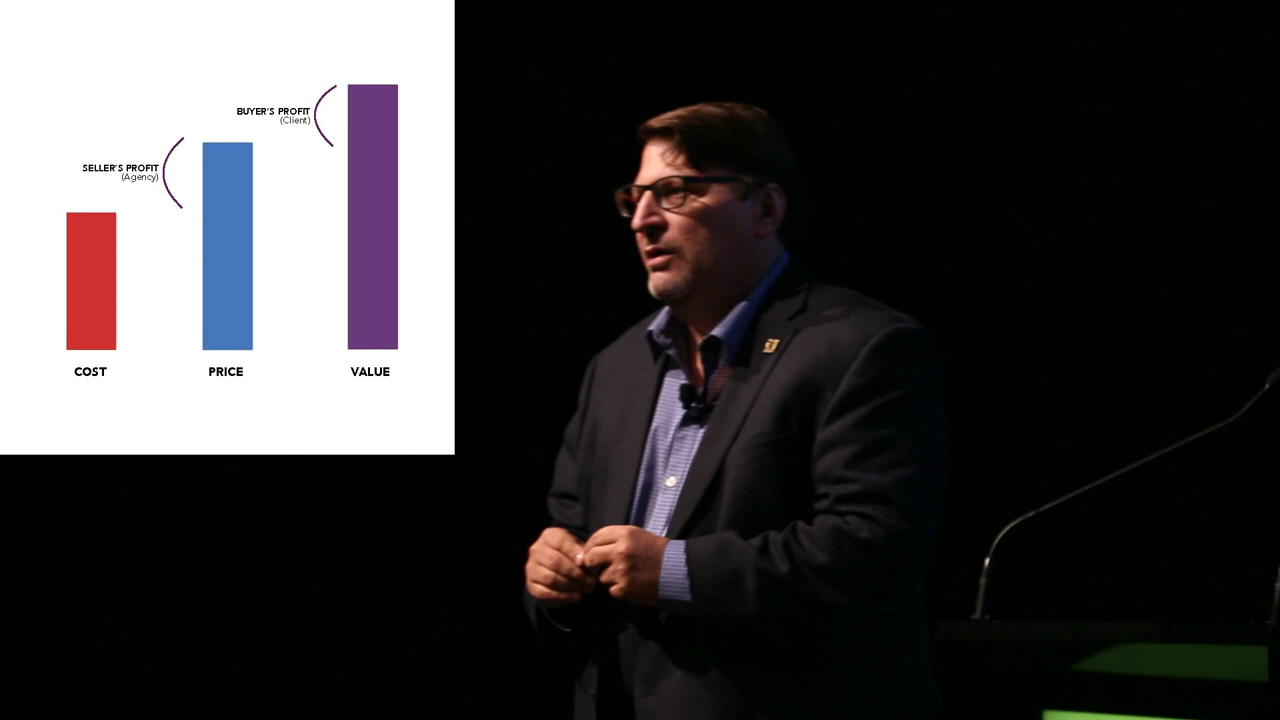 BUYER'S PROFIT
(Client)
SELLER'S PROFIT
(Agency)
COST
PRICE
VALUE